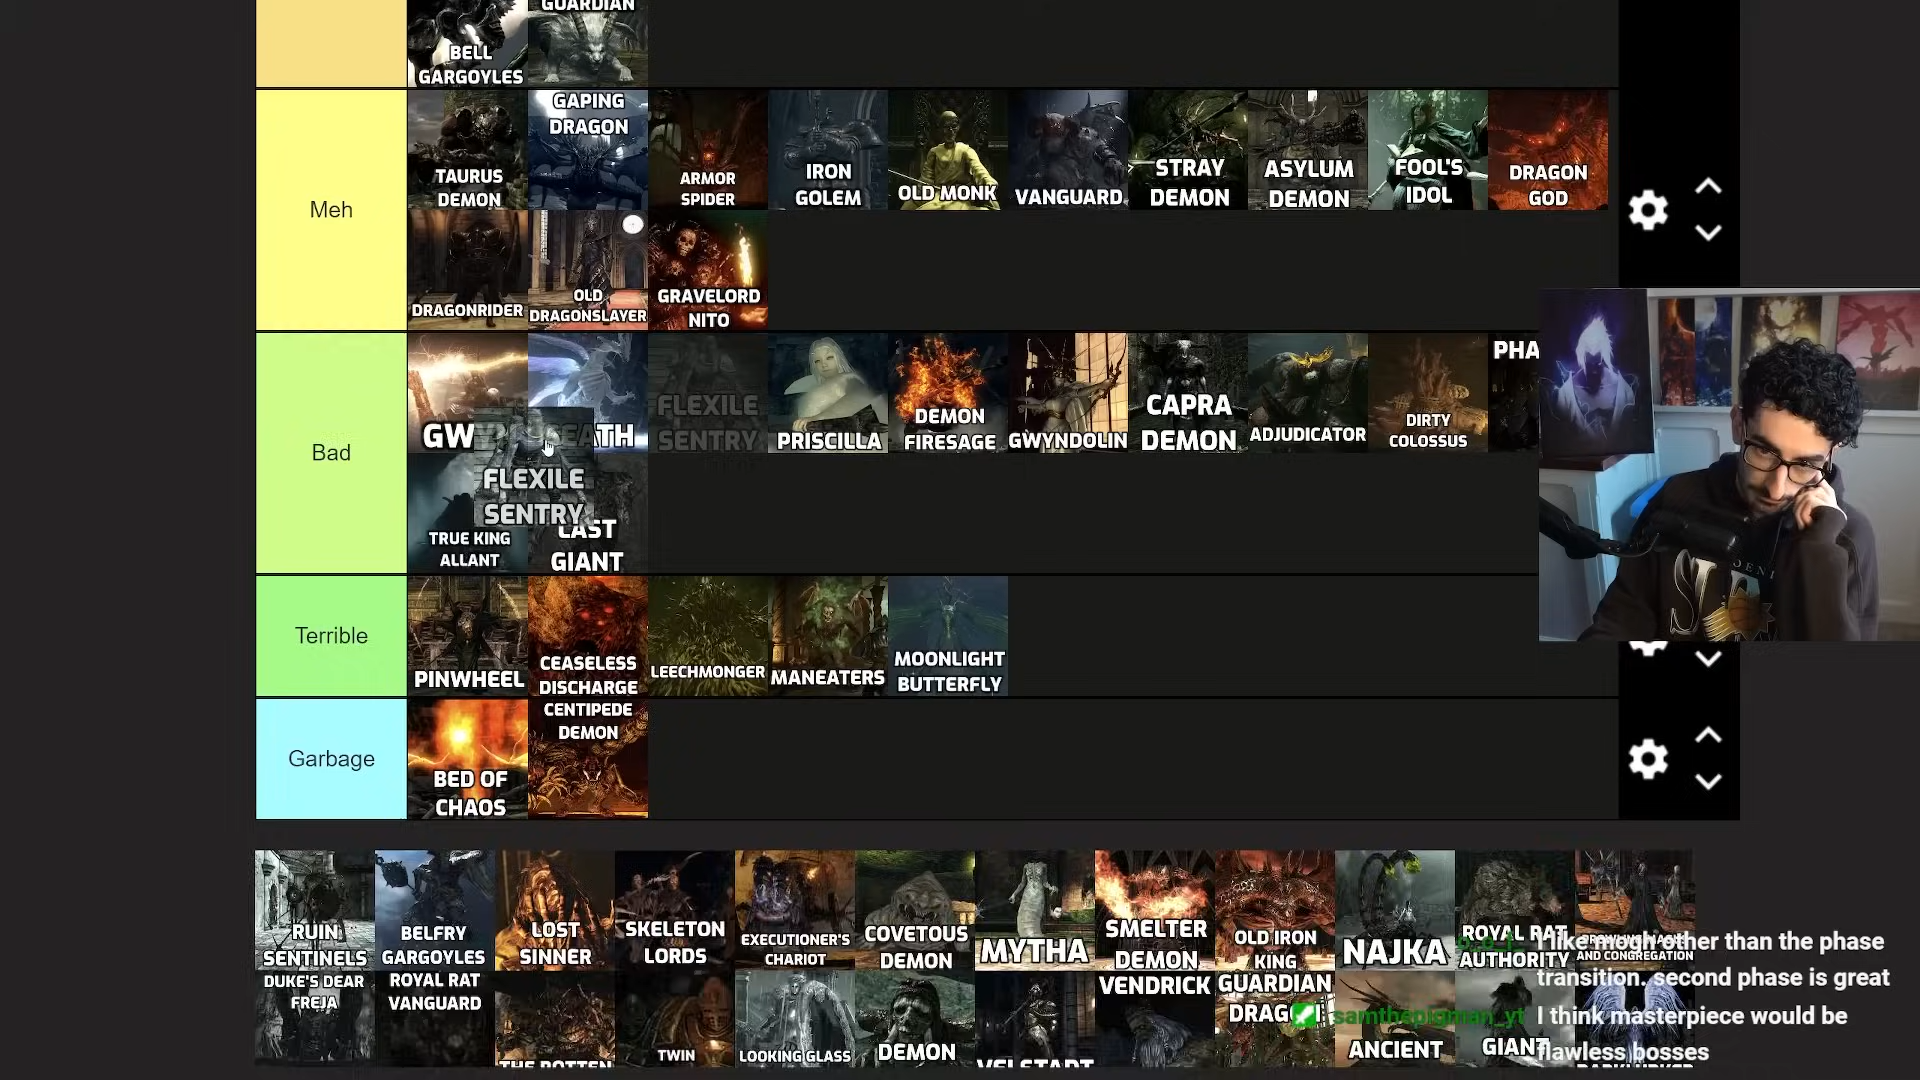 GUARDIAN
BELL
GARGOYLES
Meh
TAURUS
DEMON
GAPING
DRAGON
ARMOR
SPIDER
IRON
GOLEM
OLD MONK
VANGUARD
STRAY
DEMON
ASYLUM
DEMON
FOOL'S
IDOL
DRAGON
GOD
DRAGONRIDER
OLD
DRAGONSLAYER
GRAVELORD
NITO
Bad
FLEXILE
SENTRY
PRISCILLA
DEMON
FIRESAGE
GWYNDOLIN
CAPRA
DEMON
ADJUDICATOR
DIRTY
COLOSSUS
PHA
FLEXILE
SENTRY
TRUE KING
ALLANT
LAST
GIANT
Terrible
PINWHEEL
CEASELESS
DISCHARGE
LEECHMONGER
MANEATERS
MOONLIGHT
BUTTERFLY
Garbage
BED OF
CHAOS
CENTIPEDE
DEMON
RUIN
SENTINELS
BELFRY
GARGOYLES
LOST
SINNER
SKELETON
LORDS
EXECUTIONER'S
CHARIOT
COVETOUS
DEMON
MYTHA
SMELTER
DEMON
OLD IRON
KING
NAJKA
ROYAL RAT
AUTHORITY
AND CONGREGATION
DUKE'S DEAR
FREJA
ROYAL RAT
VANGUARD
THE ROTTEN
TWIN
LOOKING GLASS
DEMON
VELSTADT
VENDRICK
GUARDIAN
ANCIENT
GIANT
I like mogh other than the phase
transition. second phase is great
samthepigman_yt I think masterpiece would be
flawless bosses